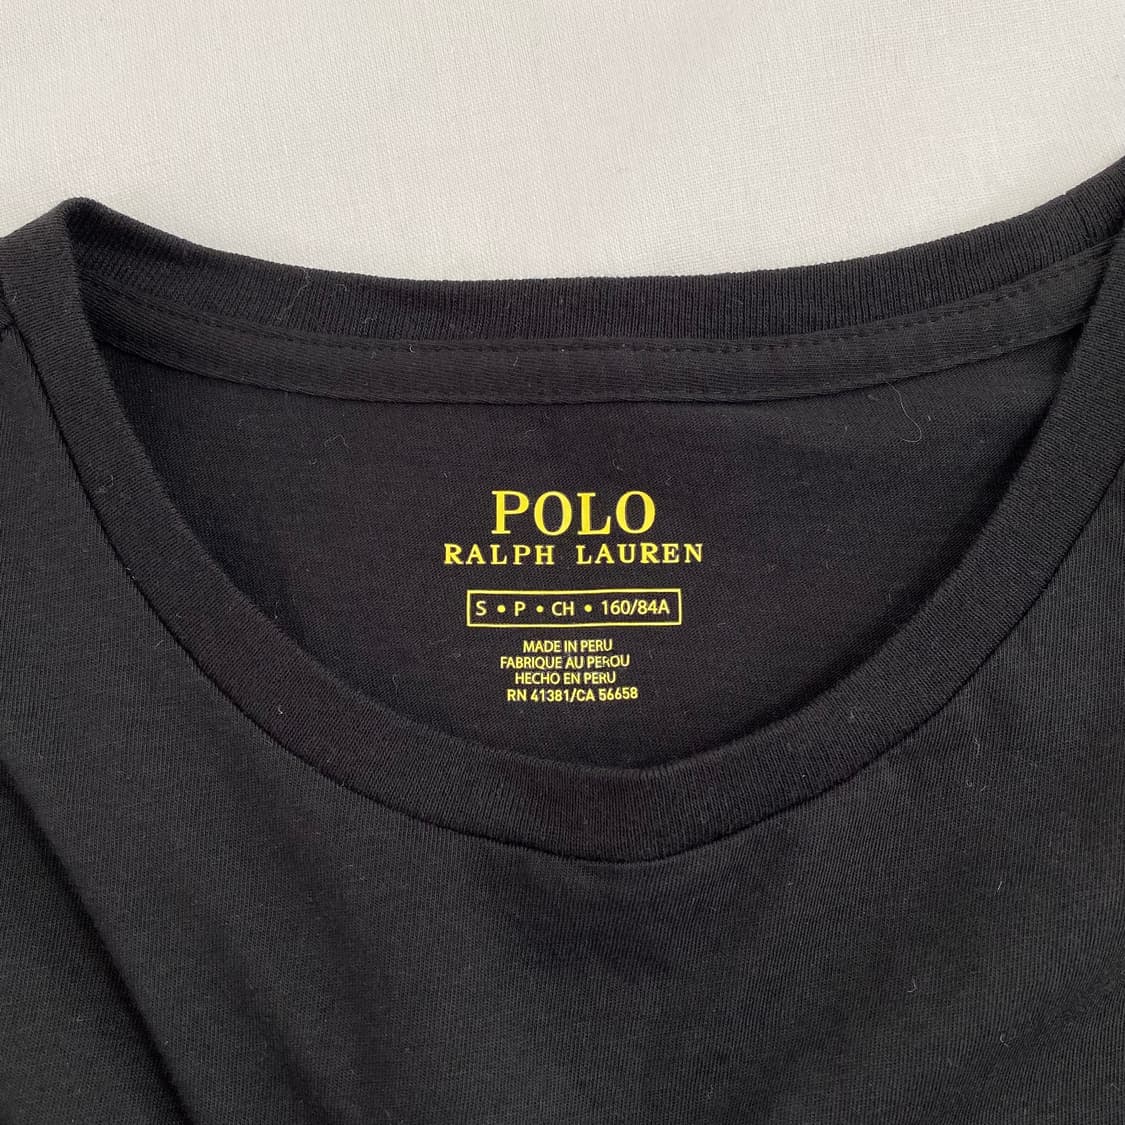 POLO
RALPH LAUREN
S • P • CH • 160/84A
MADE IN PERU
FABRIQUE AU PEROU
HECHO EN PERU
RN 41381/CA 56658